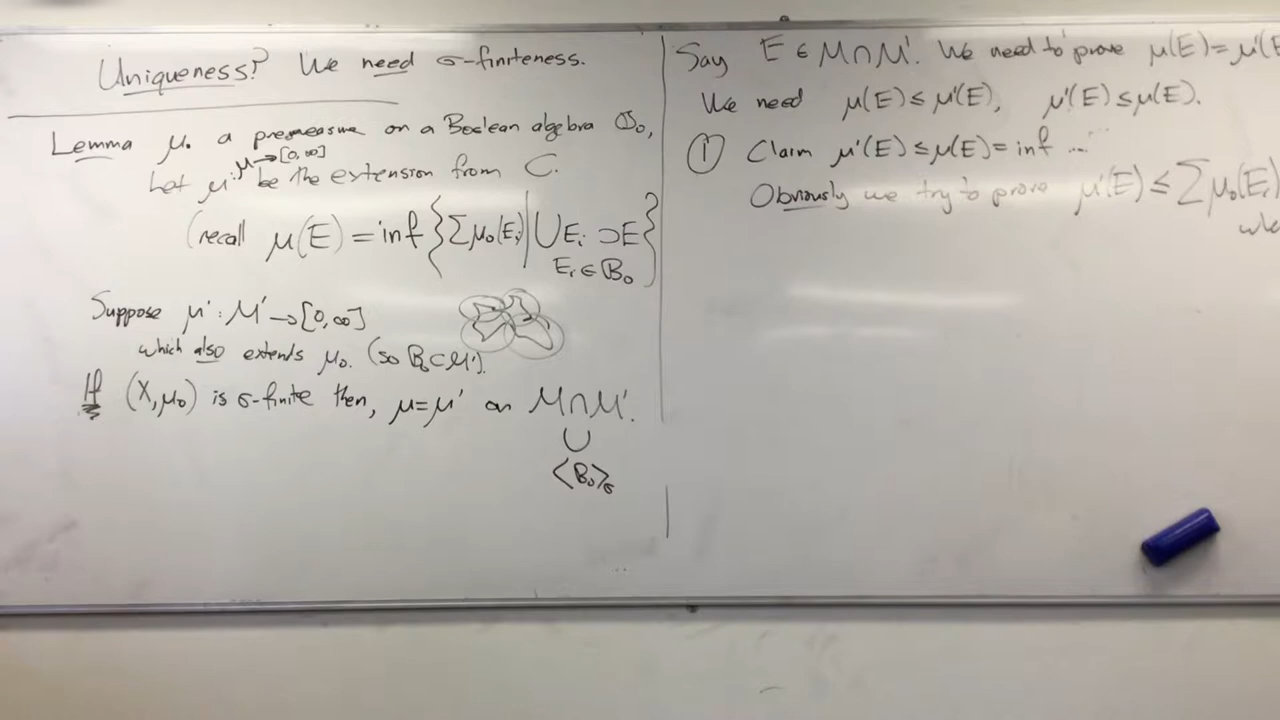 Uniqueness? We need σ-finiteness.
Lemma μ₀ a premeasure on a Boolean algebra B₀,
Let μ: M→[0,∞] be the extension from C.
(recall μ(E) = inf { Σμ₀(Eᵢ) | ⋃Eᵢ ⊃ E }
Eᵢ ∈ B₀
Suppose μ' : M' → [0,∞]
which also extends μ₀. (so B₀ ⊂ M').
If (X, μ₀) is σ-finite then, μ=μ' on M∩M'.
∪
⟨B₀⟩σ
Say E ∈ M∩M'. We need to prove μ(E) = μ'(E
We need μ(E) ≤ μ'(E), μ'(E) ≤ μ(E).
① Claim μ'(E) ≤ μ(E) = inf ...
Obviously we try to prove μ'(E) ≤ Σμ₀(Eᵢ)